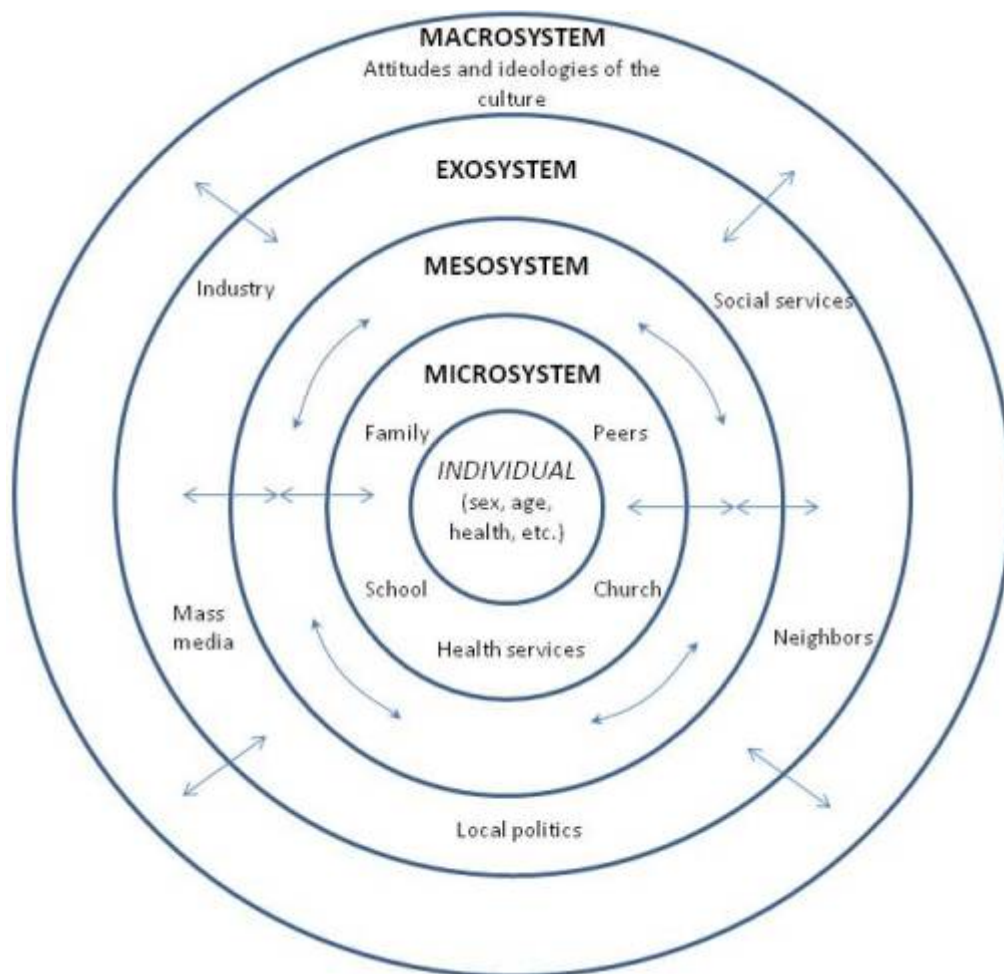 MACROSYSTEM
Attitudes and ideologies of the
culture
EXOSYSTEM
MESOSYSTEM
Industry
Social services
MICROSYSTEM
Family
Peers
INDIVIDUAL
(sex, age,
health, etc.)
School
Church
Mass
media
Health services
Neighbors
Local politics